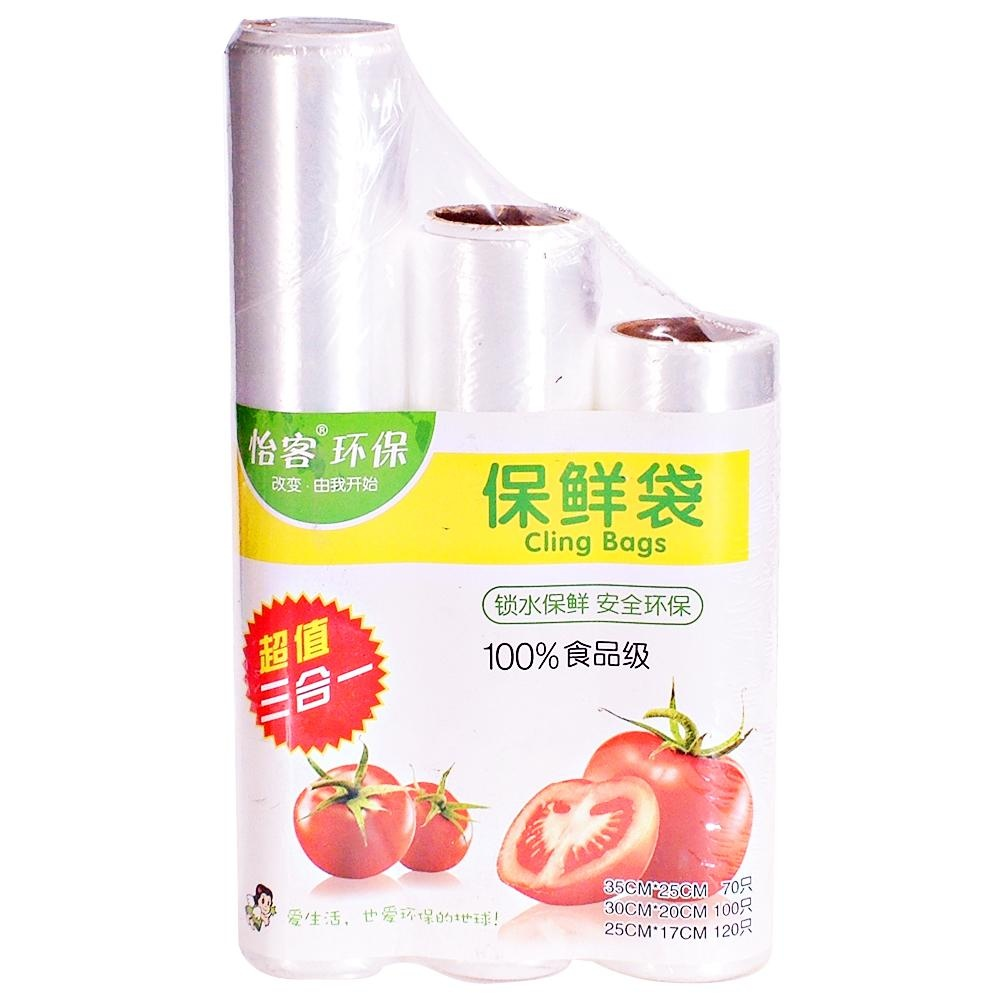 怡客® 环保
改变·由我开始
保鲜袋
Cling Bags
锁水保鲜 安全环保
100%食品级
超值
三合一
35CM*25CM 70只
30CM*20CM 100只
25CM*17CM 120只
爱生活，也爱环保的地球!